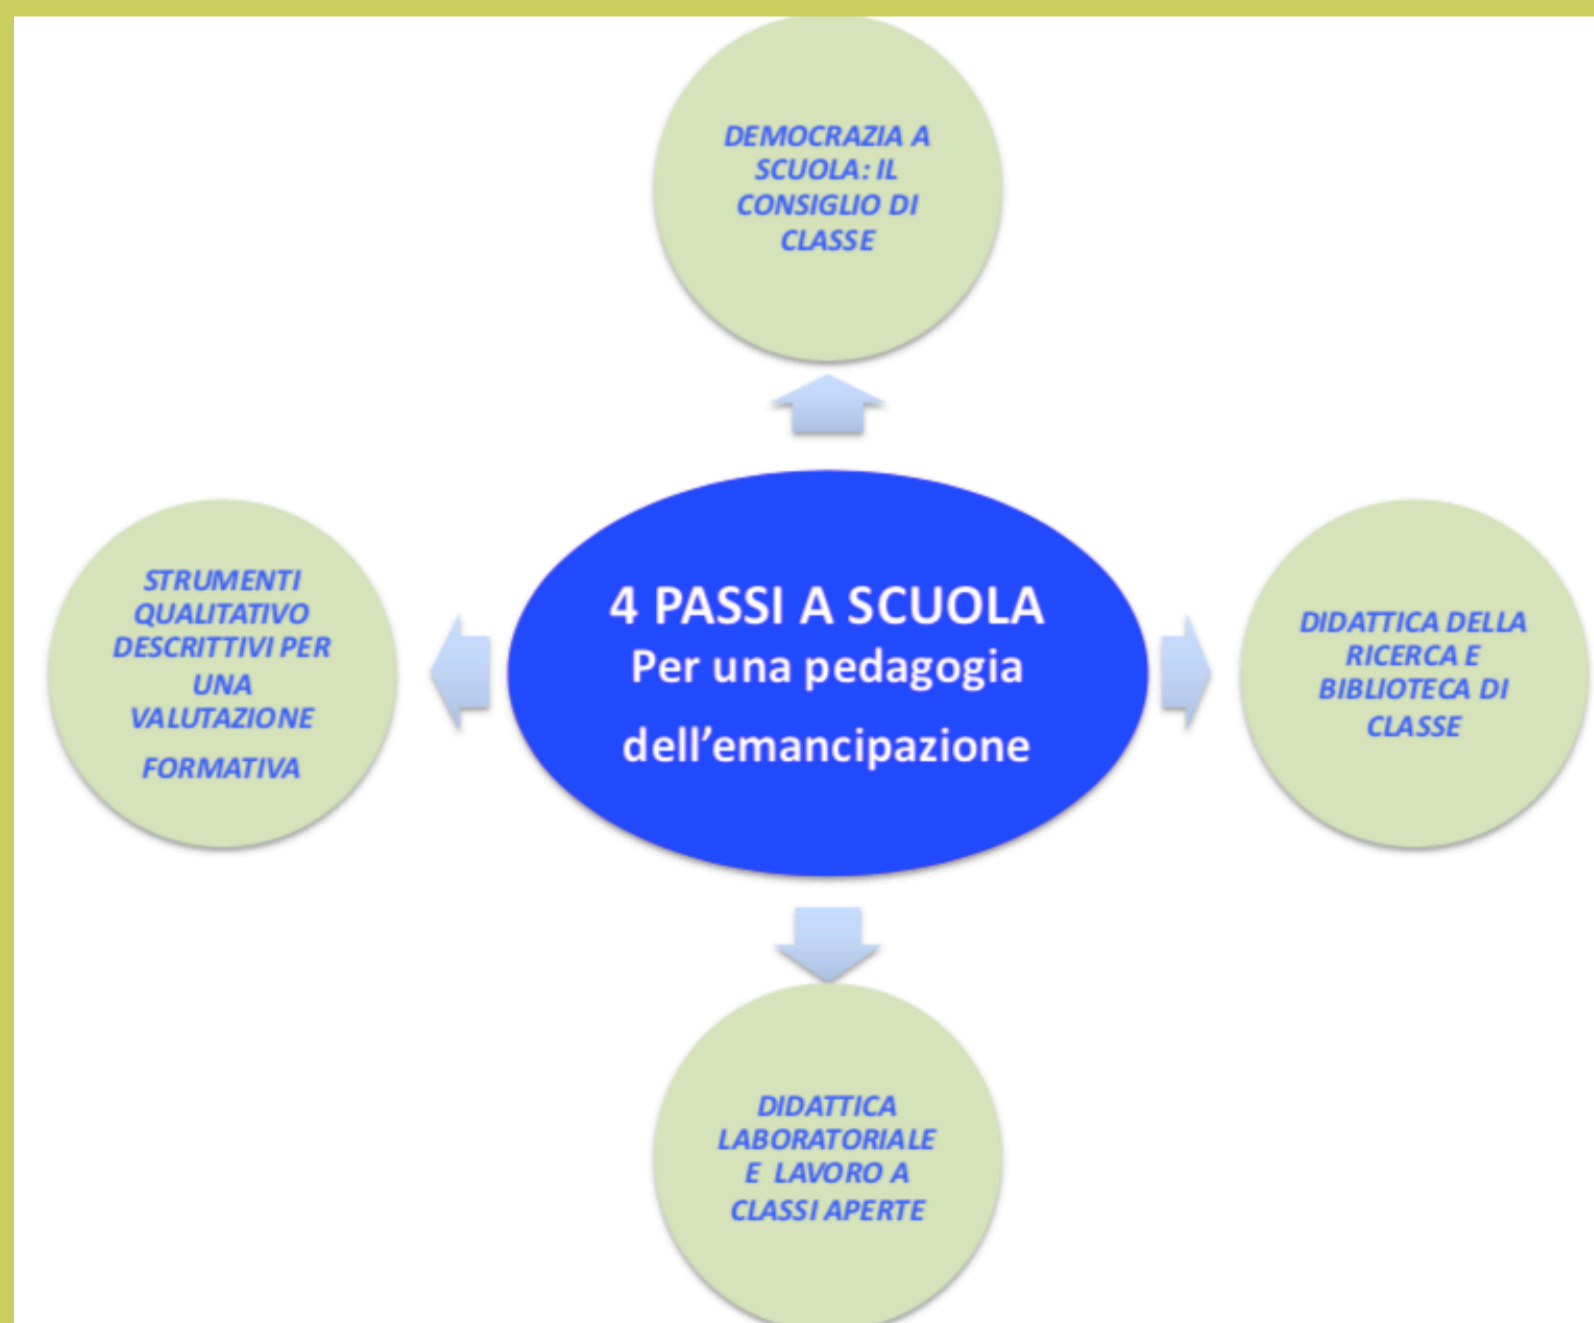 DEMOCRAZIA A
SCUOLA: IL
CONSIGLIO DI
CLASSE
STRUMENTI
QUALITATIVO
DESCRITTIVI PER
UNA
VALUTAZIONE
FORMATIVA
4 PASSI A SCUOLA
Per una pedagogia
dell’emancipazione
DIDATTICA DELLA
RICERCA E
BIBLIOTECA DI
CLASSE
DIDATTICA
LABORATORIALE
E LAVORO A
CLASSI APERTE